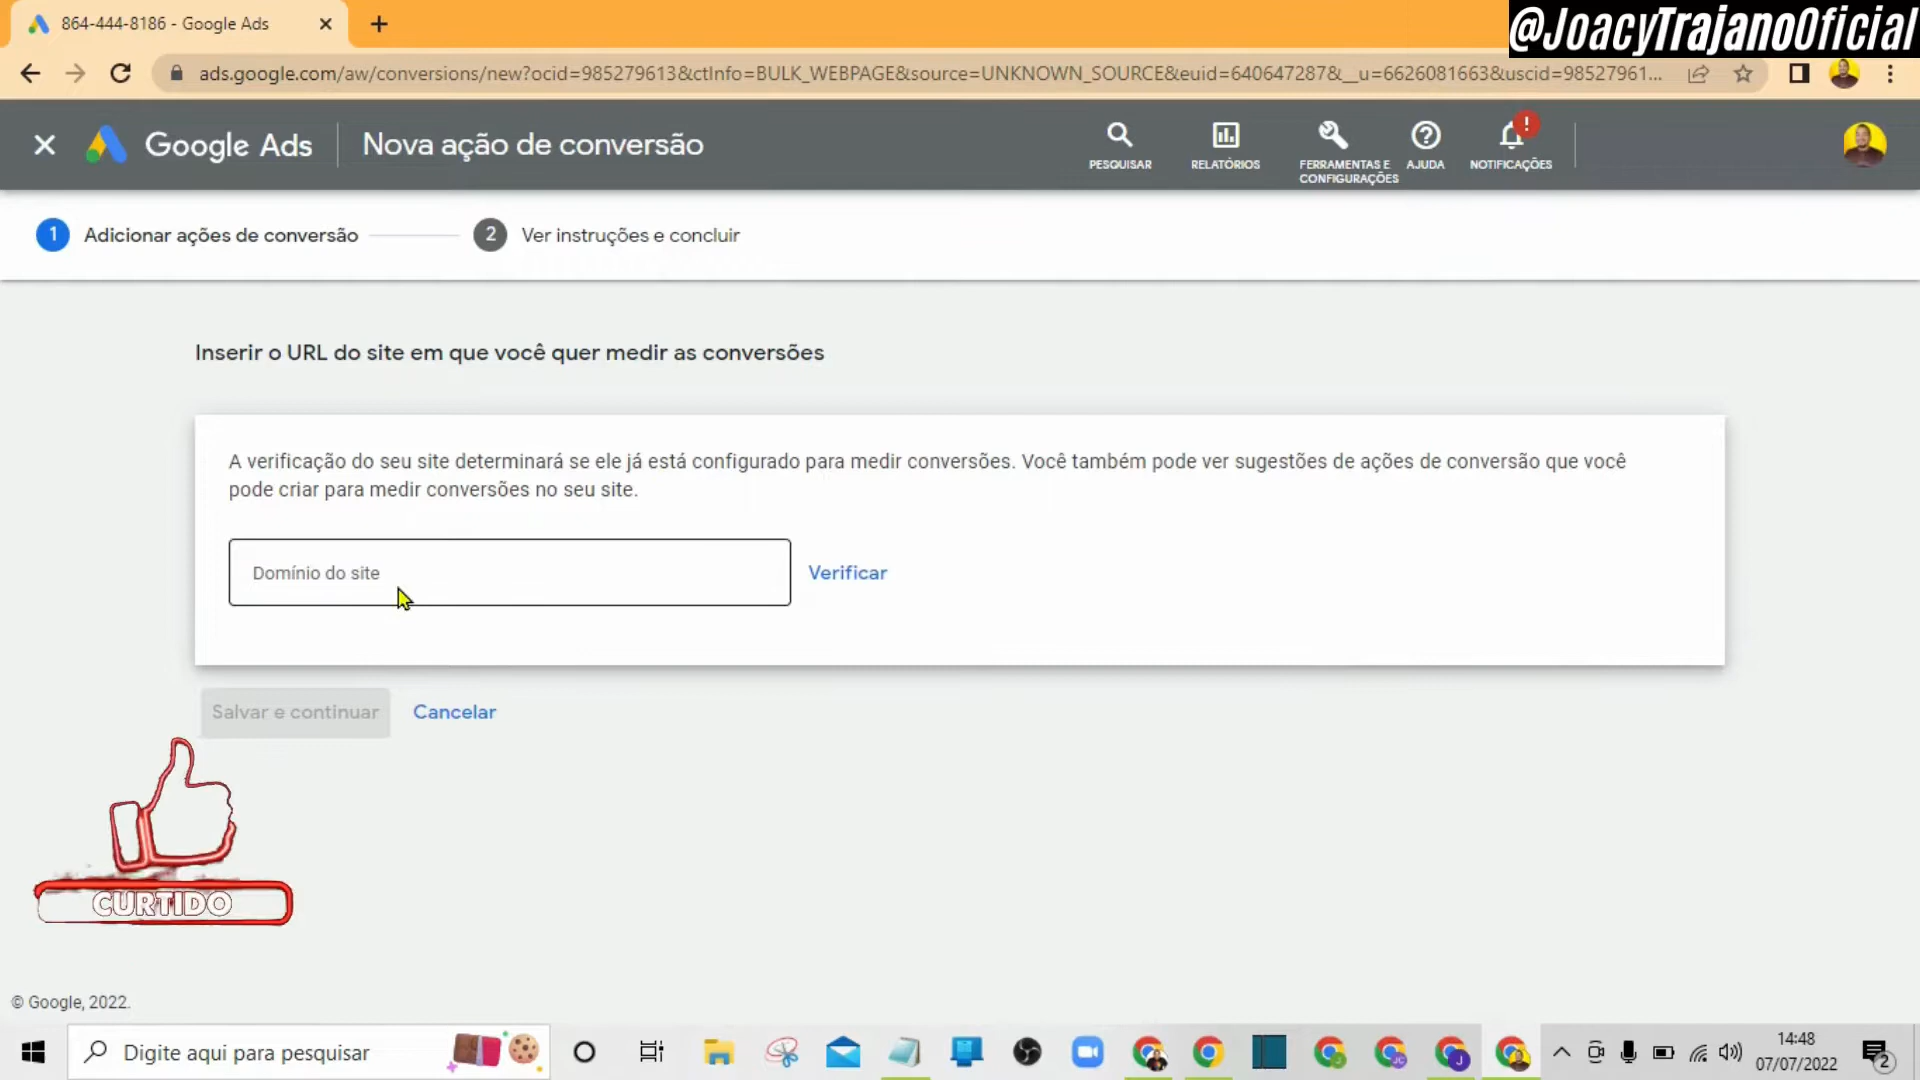 864-444-8186 - Google Ads
@JoacyTrajanoOficial
ads.google.com/aw/conversions/new?ocid=985279613&ctInfo=BULK_WEBPAGE&source=UNKNOWN_SOURCE&euid=640647287&__u=6626081663&uscid=98527961...
Google Ads
Nova ação de conversão
PESQUISAR
RELATÓRIOS
FERRAMENTAS E
CONFIGURAÇÕES
AJUDA
NOTIFICAÇÕES
1 Adicionar ações de conversão
2 Ver instruções e concluir
Inserir o URL do site em que você quer medir as conversões
A verificação do seu site determinará se ele já está configurado para medir conversões. Você também pode ver sugestões de ações de conversão que você
pode criar para medir conversões no seu site.
Domínio do site
Verificar
Salvar e continuar
Cancelar
CURTIDO
© Google, 2022.
Digite aqui para pesquisar
14:48
07/07/2022
2